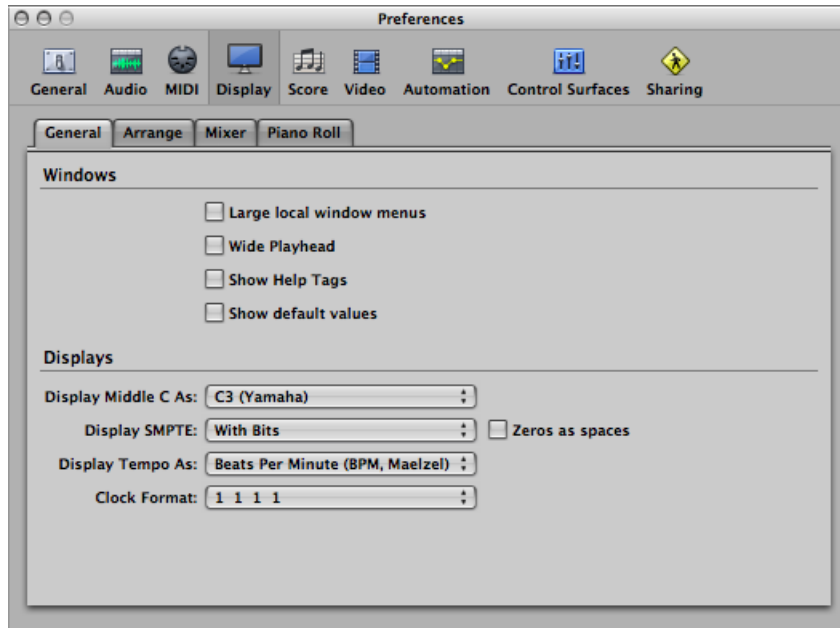 Preferences
General Audio MIDI Display Score Video Automation Control Surfaces Sharing
General Arrange Mixer Piano Roll
Windows
Large local window menus
Wide Playhead
Show Help Tags
Show default values
Displays
Display Middle C As: C3 (Yamaha)
Display SMPTE: With Bits Zeros as spaces
Display Tempo As: Beats Per Minute (BPM, Maelzel)
Clock Format: 1 1 1 1